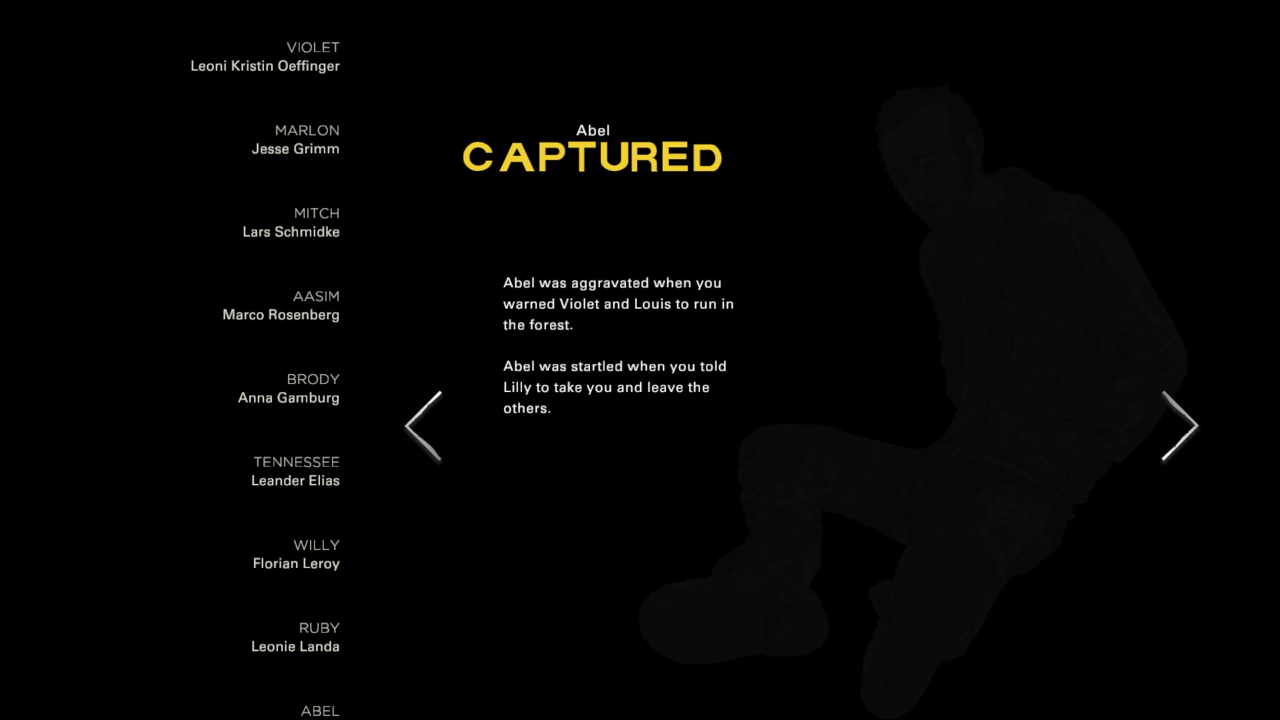 VIOLET
Leoni Kristin Oeffinger
MARLON
Jesse Grimm
MITCH
Lars Schmidke
AASIM
Marco Rosenberg
BRODY
Anna Gamburg
TENNESSEE
Leander Elias
WILLY
Florian Leroy
RUBY
Leonie Landa
ABEL
Abel
CAPTURED
Abel was aggravated when you
warned Violet and Louis to run in
the forest.
Abel was startled when you told
Lilly to take you and leave the
others.